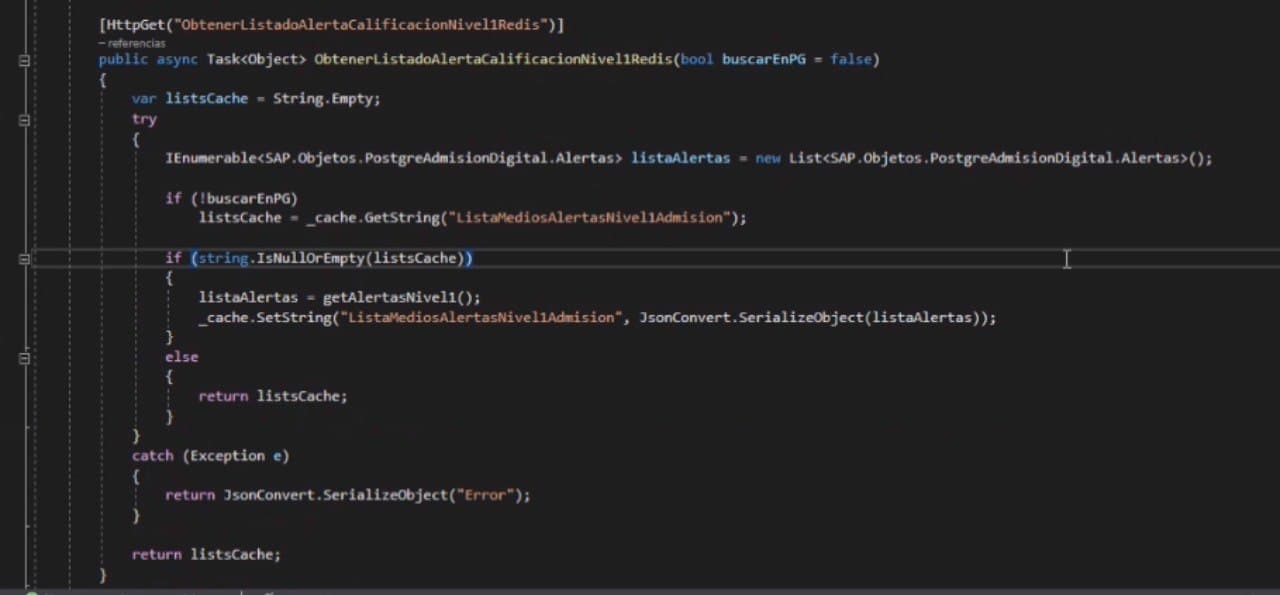 [HttpGet("ObtenerListadoAlertaCalificacionNivel1Redis")]
– referencias
public async Task<Object> ObtenerListadoAlertaCalificacionNivel1Redis(bool buscarEnPG = false)
{
var listsCache = String.Empty;
try
{
IEnumerable<SAP.Objetos.PostgreAdmisionDigital.Alertas> listaAlertas = new List<SAP.Objetos.PostgreAdmisionDigital.Alertas>();
if (!buscarEnPG)
listsCache = _cache.GetString("ListaMediosAlertasNivel1Admision");
if (string.IsNullOrEmpty(listsCache))
{
listaAlertas = getAlertasNivel1();
_cache.SetString("ListaMediosAlertasNivel1Admision", JsonConvert.SerializeObject(listaAlertas));
}
else
{
return listsCache;
}
}
catch (Exception e)
{
return JsonConvert.SerializeObject("Error");
}
return listsCache;
}